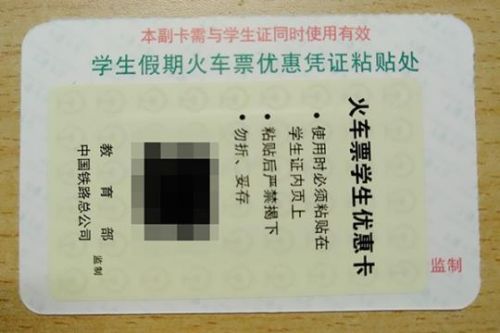 本副卡需与学生证同时使用有效
学生假期火车票优惠凭证粘贴处
火车票学生优惠卡
• 使用时必须粘贴在
学生证内页上
• 粘贴后严禁揭下
• 勿折、妥存
教育部
中国铁路总公司 监制
监制